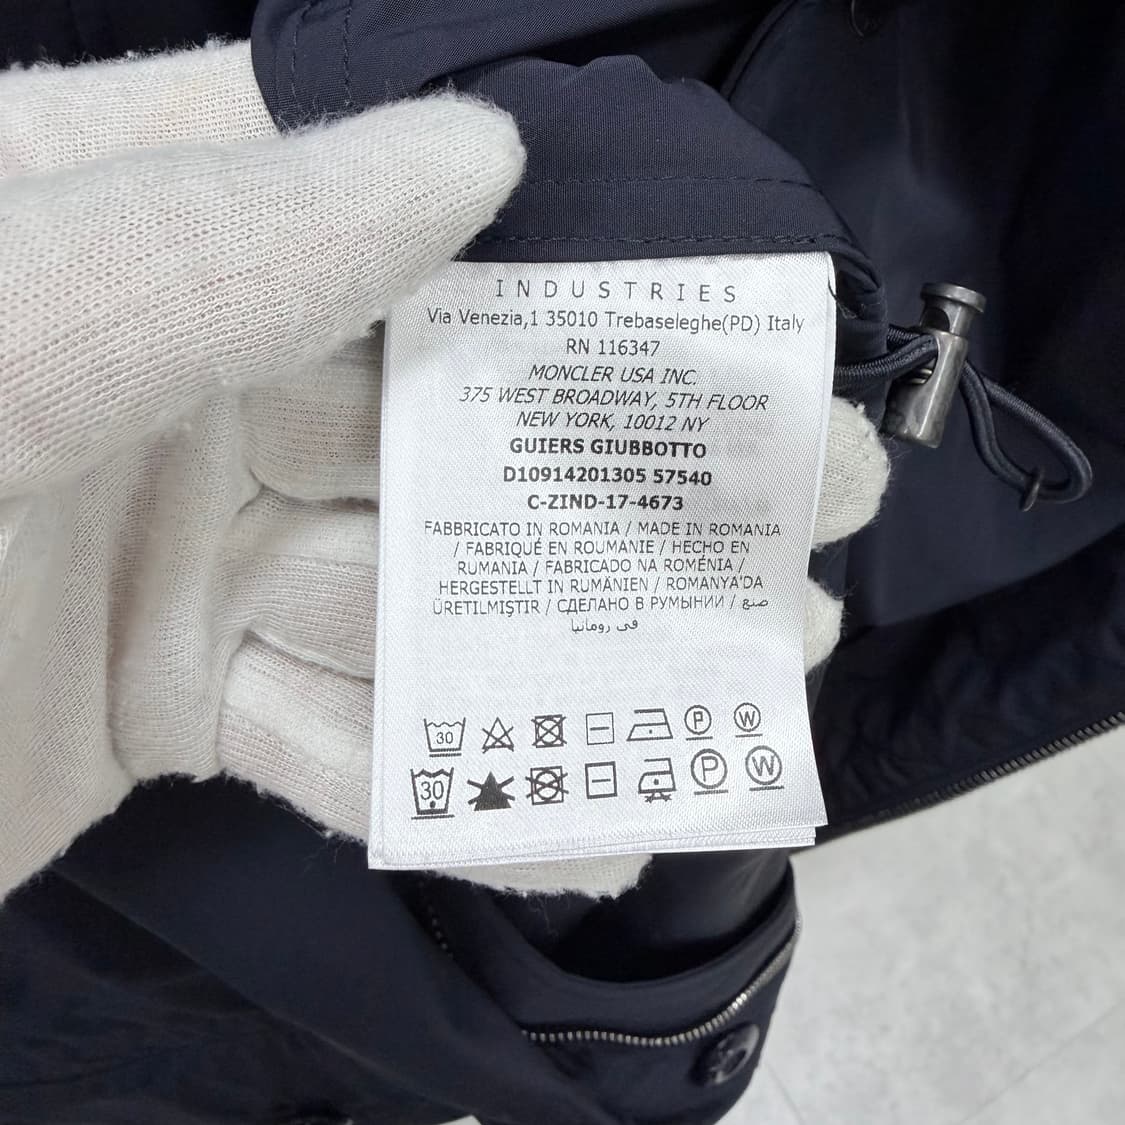 INDUSTRIES
Via Venezia,1 35010 Trebaseleghe(PD) Italy
RN 116347
MONCLER USA INC.
375 WEST BROADWAY, 5TH FLOOR
NEW YORK, 10012 NY
GUIERS GIUBBOTTO
D10914201305 57540
C-ZIND-17-4673
FABBRICATO IN ROMANIA / MADE IN ROMANIA
/ FABRIQUÉ EN ROUMANIE / HECHO EN
RUMANIA / FABRICADO NA ROMÉNIA /
HERGESTELLT IN RUMÄNIEN / ROMANYA'DA
ÜRETILMIŞTIR / СДЕЛАНО В РУМЫНИИ / صنع
في رومانيا
30 P W
30 P W